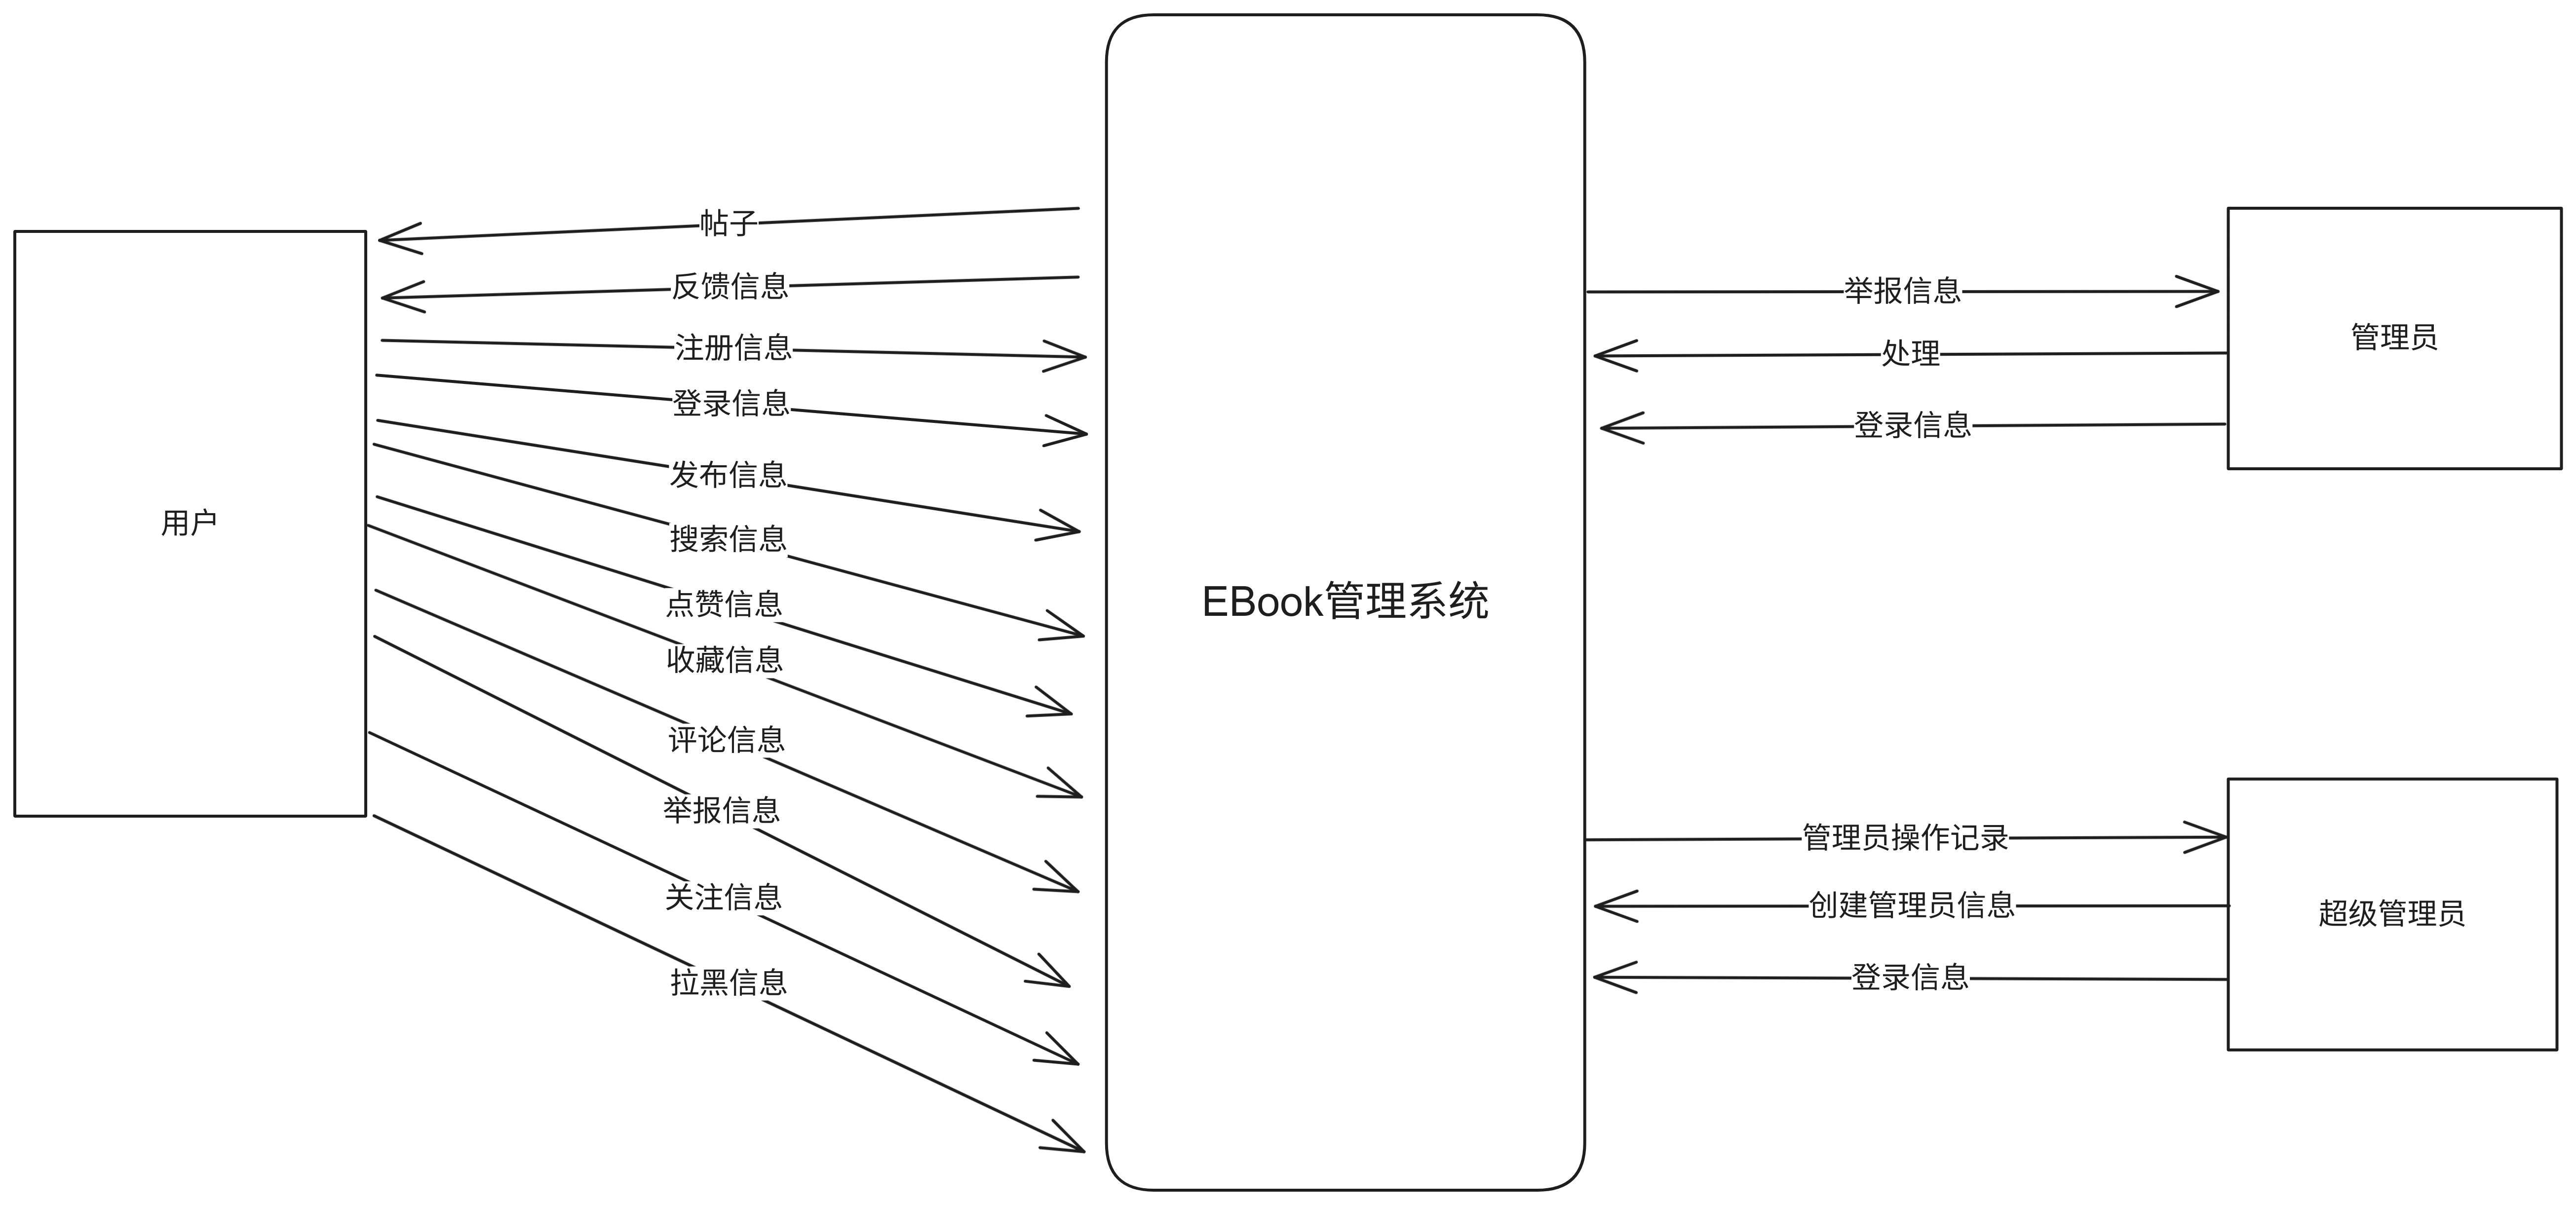 帖子
反馈信息
注册信息
登录信息
发布信息
搜索信息
点赞信息
收藏信息
评论信息
举报信息
关注信息
拉黑信息
用户
EBook管理系统
举报信息
处理
登录信息
管理员
管理员操作记录
创建管理员信息
登录信息
超级管理员